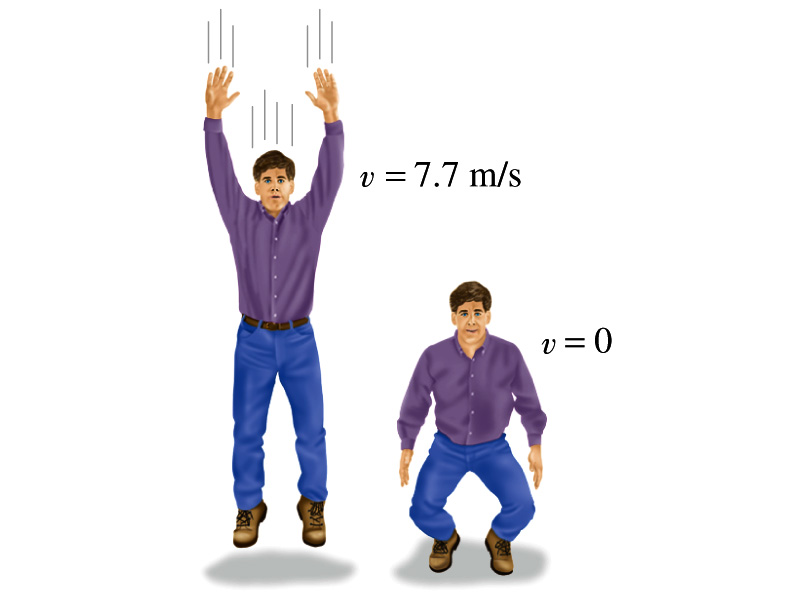 v = 7.7 m/s
v = 0